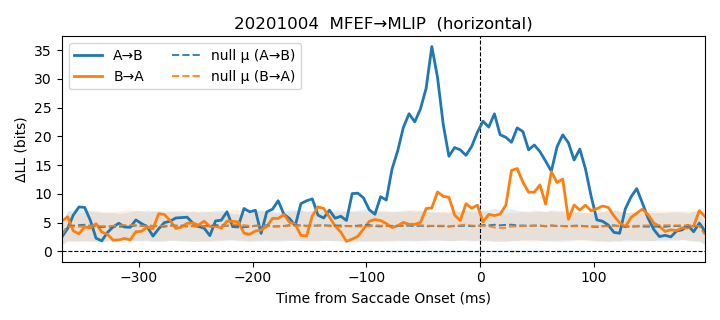 20201004 MFEF→MLIP (horizontal)
A→B
B→A
null μ (A→B)
null μ (B→A)
ΔLL (bits)
35
30
25
20
15
10
5
0
−300
−200
−100
0
100
Time from Saccade Onset (ms)